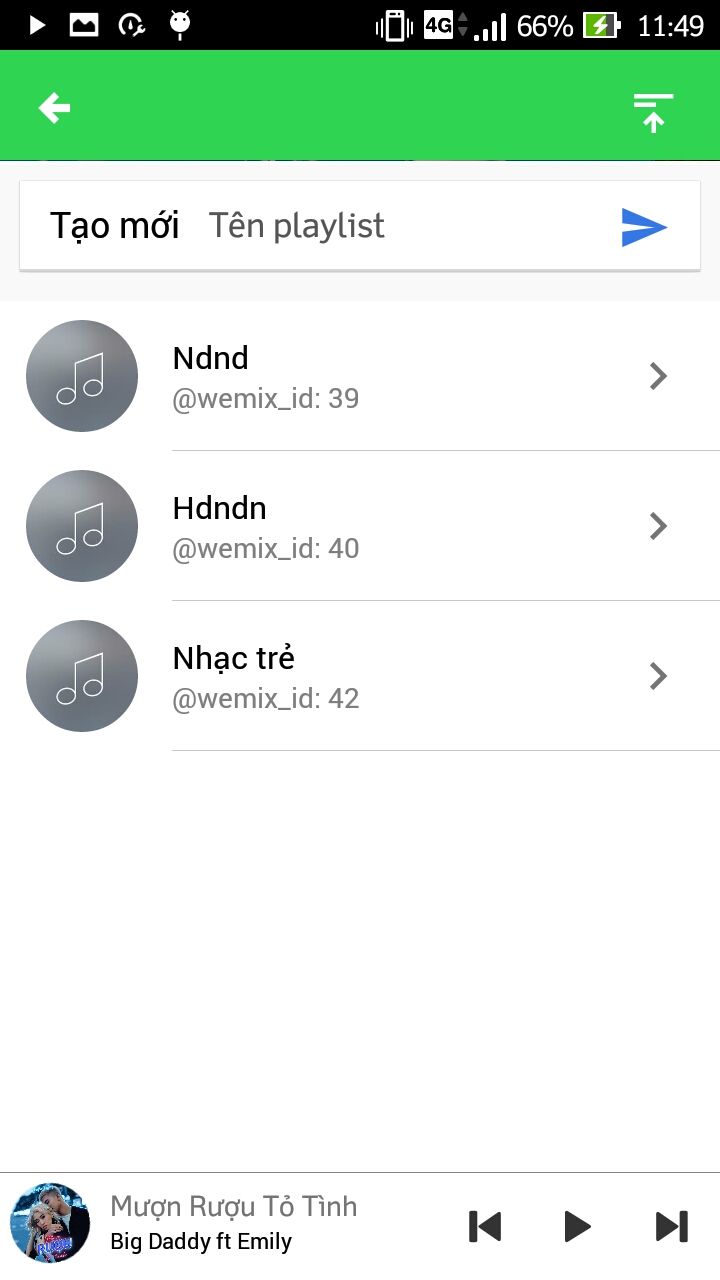 4G 66% 11:49
Tạo mới Tên playlist
Ndnd
@wemix_id: 39
Hdndn
@wemix_id: 40
Nhạc trẻ
@wemix_id: 42
Mượn Rượu Tỏ Tình
Big Daddy ft Emily